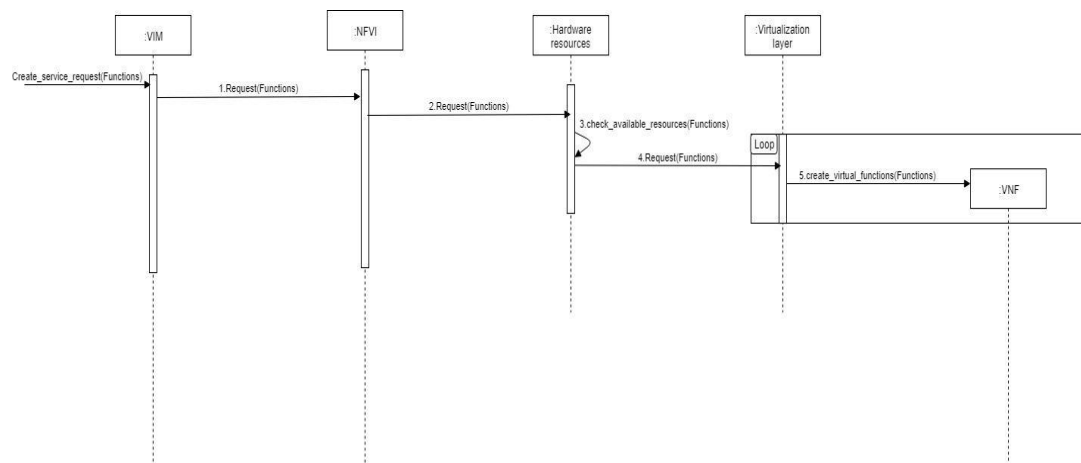 :VIM
:NFVI
:Hardware
resources
:Virtualization
layer
Create_service_request(Functions)
1.Request(Functions)
2.Request(Functions)
3.check_available_resources(Functions)
Loop
4.Request(Functions)
5.create_virtual_functions(Functions)
:VNF